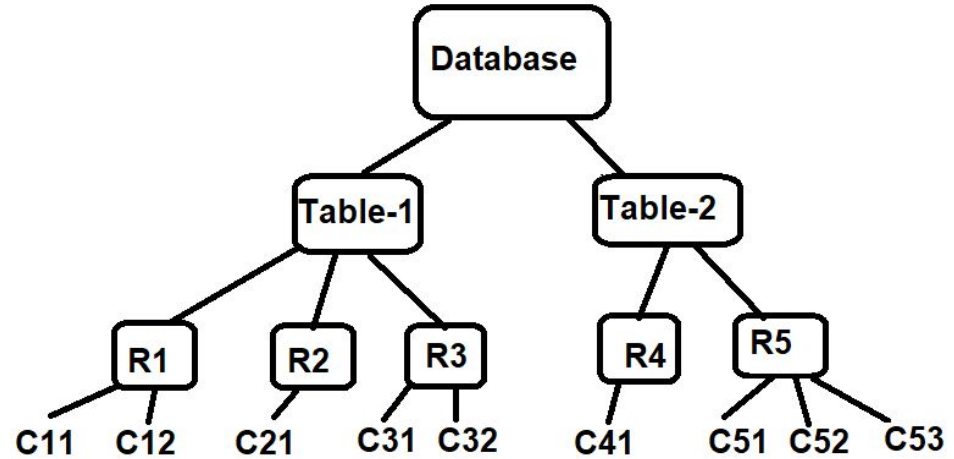 Database
Table-1 Table-2
R1 R2 R3 R4 R5
C11 C12 C21 C31 C32 C41 C51 C52 C53